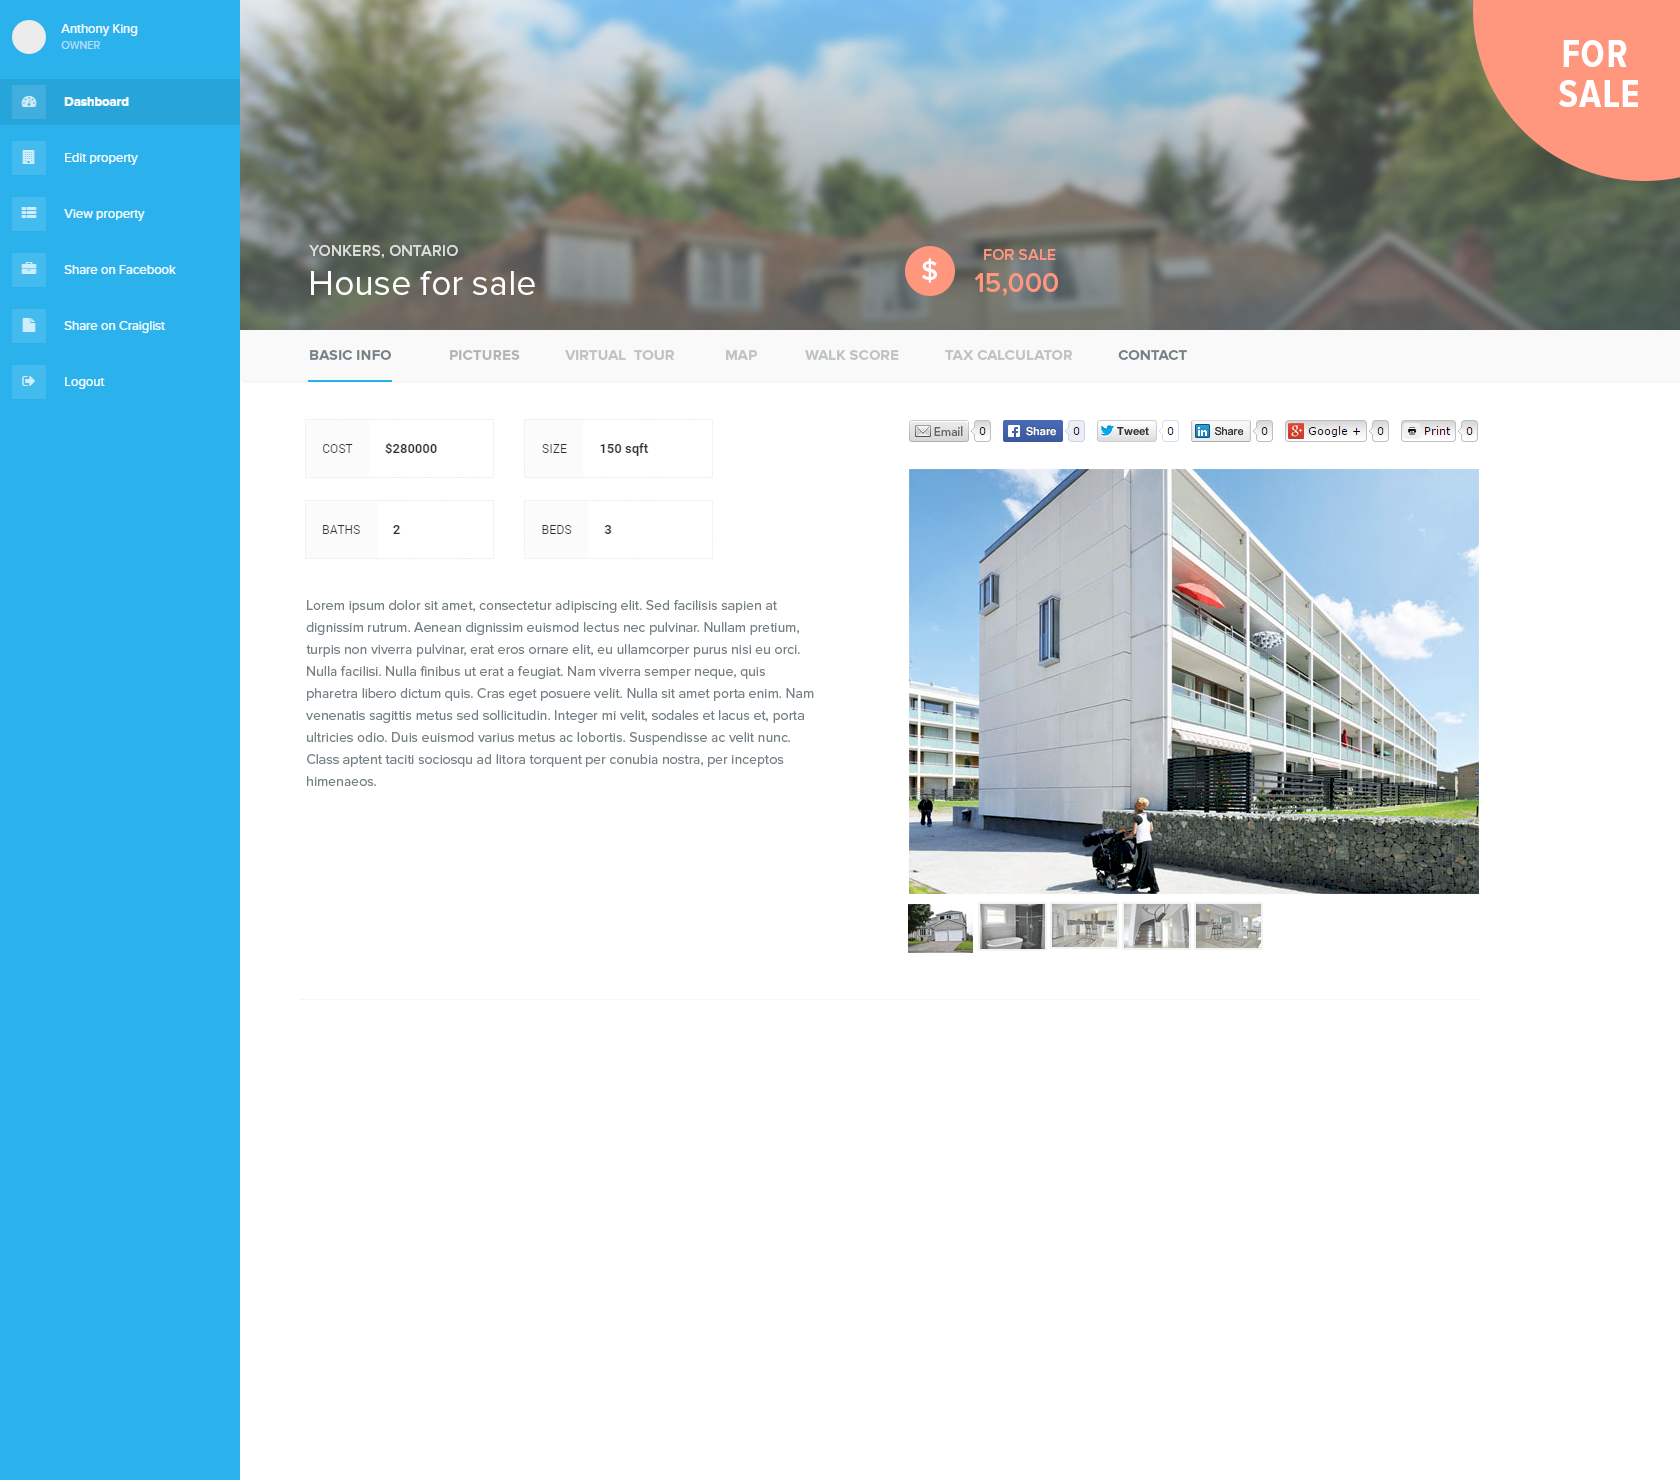 Anthony King
OWNER
Dashboard
Edit property
View property
Share on Facebook
Share on Craiglist
Logout
FOR
SALE
YONKERS, ONTARIO
House for sale
$
FOR SALE
15,000
BASIC INFO PICTURES VIRTUAL TOUR MAP WALK SCORE TAX CALCULATOR CONTACT
COST $280000 SIZE 150 sqft
BATHS 2 BEDS 3
Lorem ipsum dolor sit amet, consectetur adipiscing elit. Sed facilisis sapien at
dignissim rutrum. Aenean dignissim euismod lectus nec pulvinar. Nullam pretium,
turpis non viverra pulvinar, erat eros ornare elit, eu ullamcorper purus nisi eu orci.
Nulla facilisi. Nulla finibus ut erat a feugiat. Nam viverra semper neque, quis
pharetra libero dictum quis. Cras eget posuere velit. Nulla sit amet porta enim. Nam
venenatis sagittis metus sed sollicitudin. Integer mi velit, sodales et lacus et, porta
ultricies odio. Duis euismod varius metus ac lobortis. Suspendisse ac velit nunc.
Class aptent taciti sociosqu ad litora torquent per conubia nostra, per inceptos
himenaeos.
Email 0 Share 0 Tweet 0 in Share 0 g+ Google + 0 Print 0